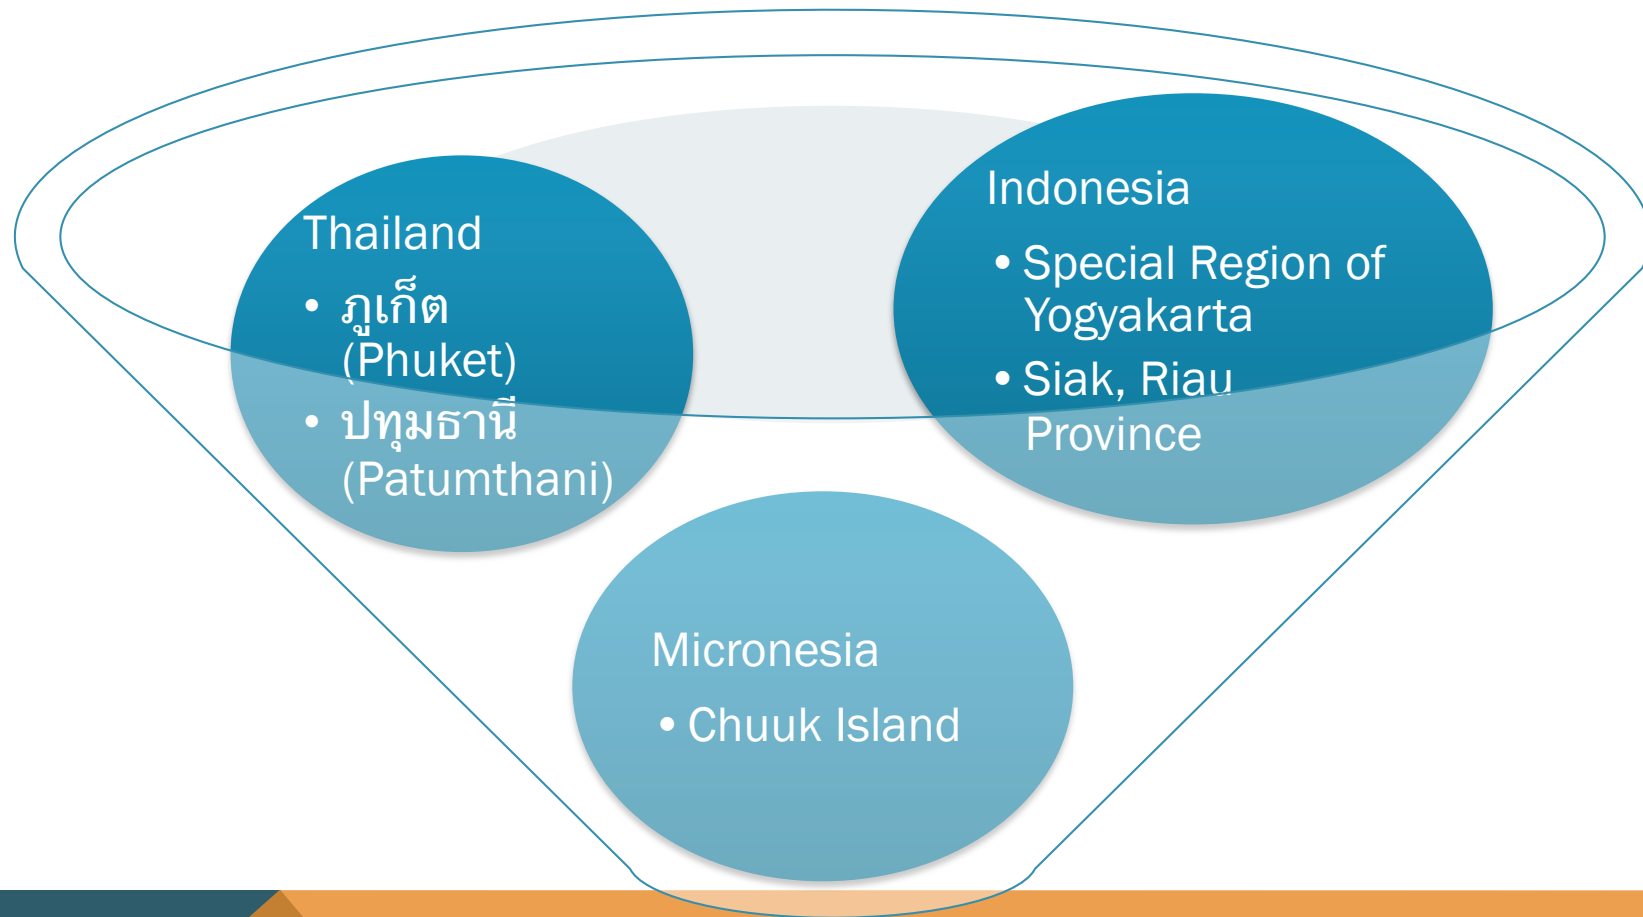 Thailand
• ภูเก็ต
(Phuket)
• ปทุมธานี
(Patumthani)
Indonesia
• Special Region of
Yogyakarta
• Siak, Riau
Province
Micronesia
• Chuuk Island